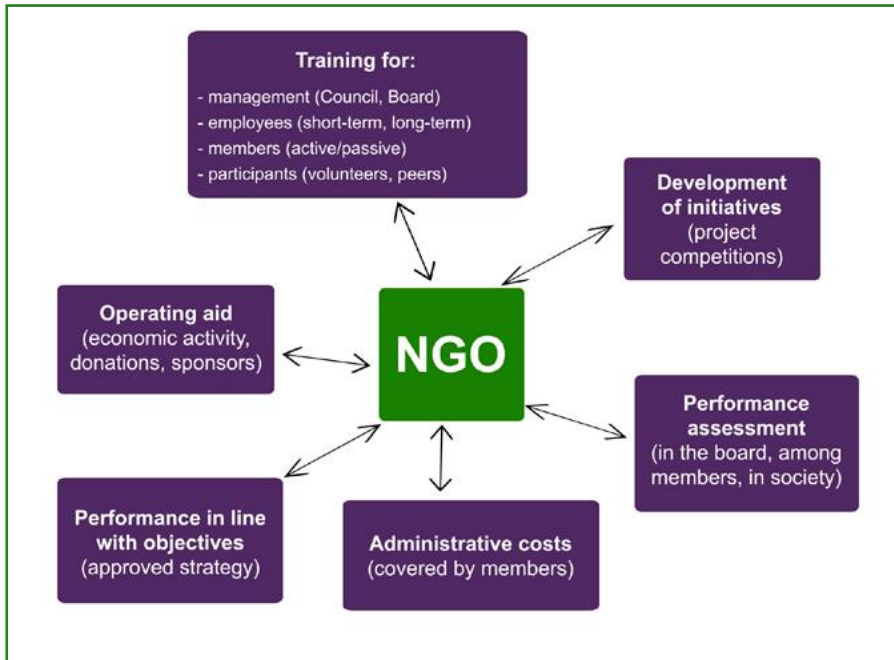 Training for:
- management (Council, Board)
- employees (short-term, long-term)
- members (active/passive)
- participants (volunteers, peers)
Development
of initiatives
(project
competitions)
Operating aid
(economic activity,
donations, sponsors)
NGO
Performance
assessment
(in the board, among
members, in society)
Performance in line
with objectives
(approved strategy)
Administrative costs
(covered by members)